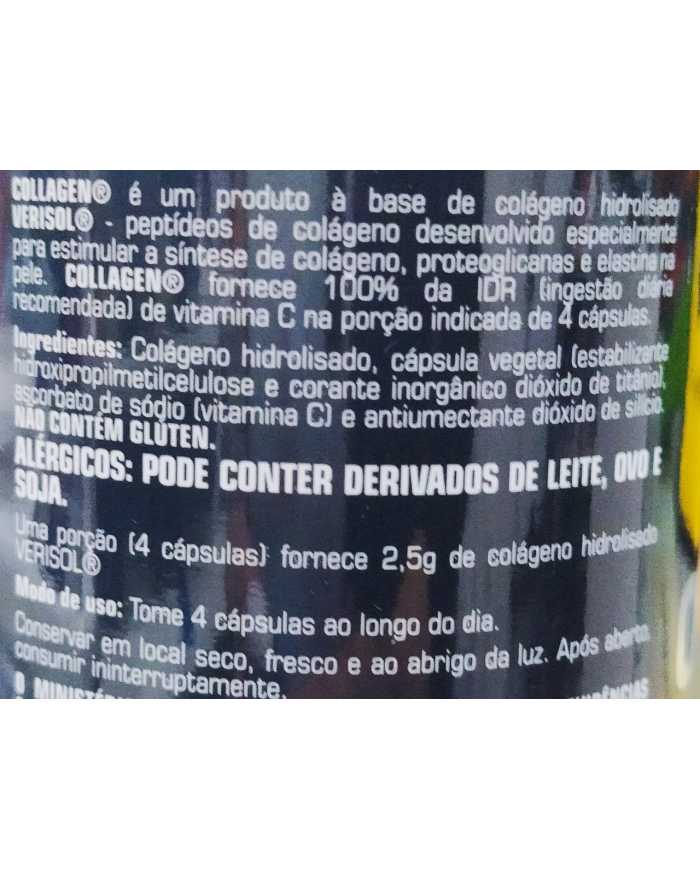 COLLAGEN® é um produto à base de colágeno hidrolisado
VERISOL® - peptídeos de colágeno desenvolvido especialmente
para estimular a síntese de colágeno, proteoglicanas e elastina na
pele. COLLAGEN® fornece 100% da IDR (ingestão diária
recomendada) de vitamina C na porção indicada de 4 cápsulas.
Ingredientes: Colágeno hidrolisado, cápsula vegetal (estabilizante
hidroxipropilmetilcelulose e corante inorgânico dióxido de titânio),
ascorbato de sódio (vitamina C) e antiumectante dióxido de silício.
NÃO CONTÉM GLÚTEN.
ALÉRGICOS: PODE CONTER DERIVADOS DE LEITE, OVO E
SOJA.
Uma porção (4 cápsulas) fornece 2,5g de colágeno hidrolisado
VERISOL®
Modo de uso: Tome 4 cápsulas ao longo do dia.
Conservar em local seco, fresco e ao abrigo da luz. Após aberto,
consumir ininterruptamente.
O